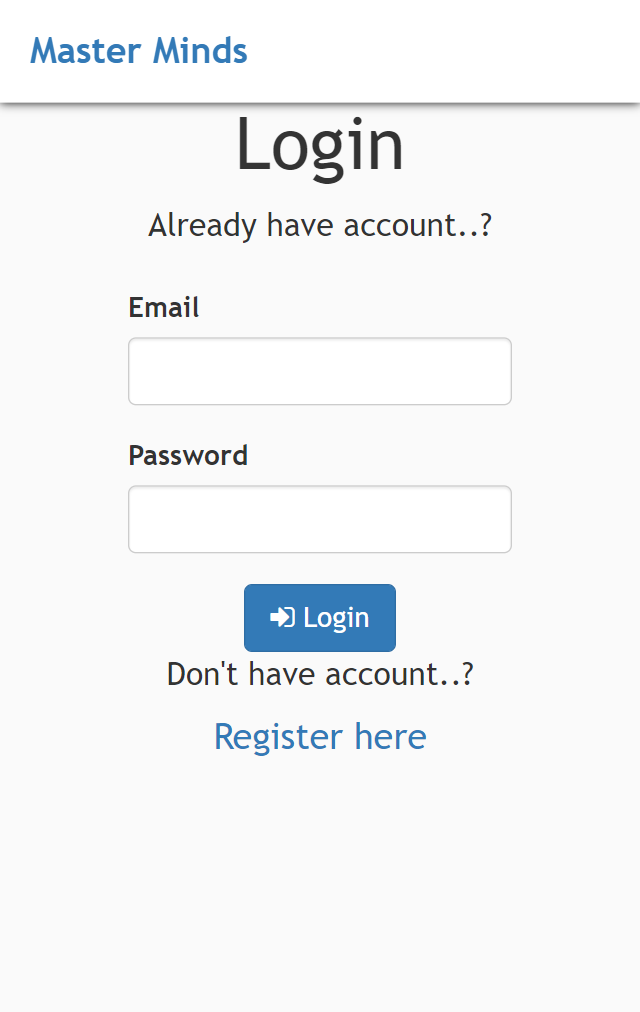 Master Minds
Login
Already have account..?
Email
Password
Login
Don't have account..?
Register here